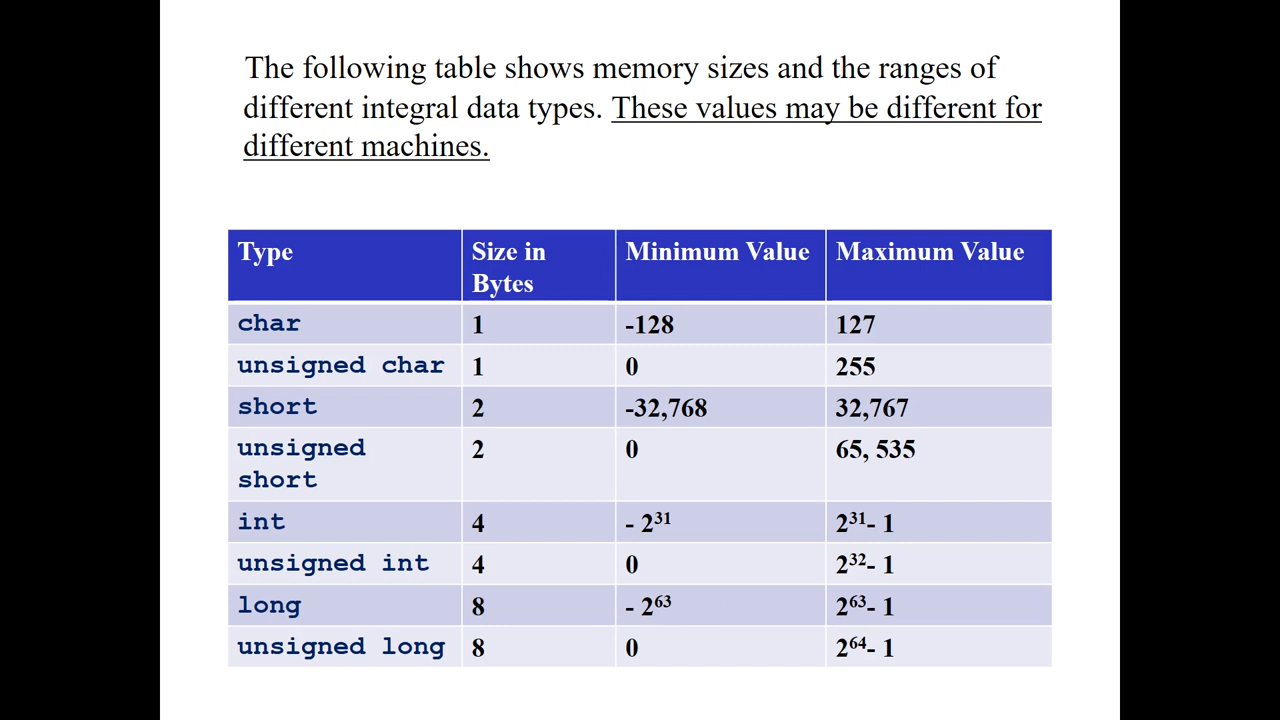 The following table shows memory sizes and the ranges of
different integral data types. These values may be different for
different machines.
Type Size in Bytes Minimum Value Maximum Value
char 1 -128 127
unsigned char 1 0 255
short 2 -32,768 32,767
unsigned short 2 0 65, 535
int 4 - 2³¹ 2³¹- 1
unsigned int 4 0 2³²- 1
long 8 - 2⁶³ 2⁶³- 1
unsigned long 8 0 2⁶⁴- 1